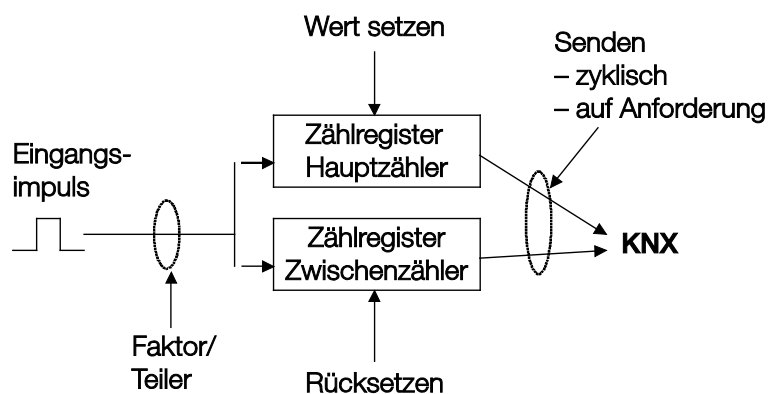 Wert setzen
Senden
– zyklisch
– auf Anforderung
Zählregister
Hauptzähler
Eingangs-
impuls
Zählregister
Zwischenzähler
KNX
Faktor/
Teiler
Rücksetzen